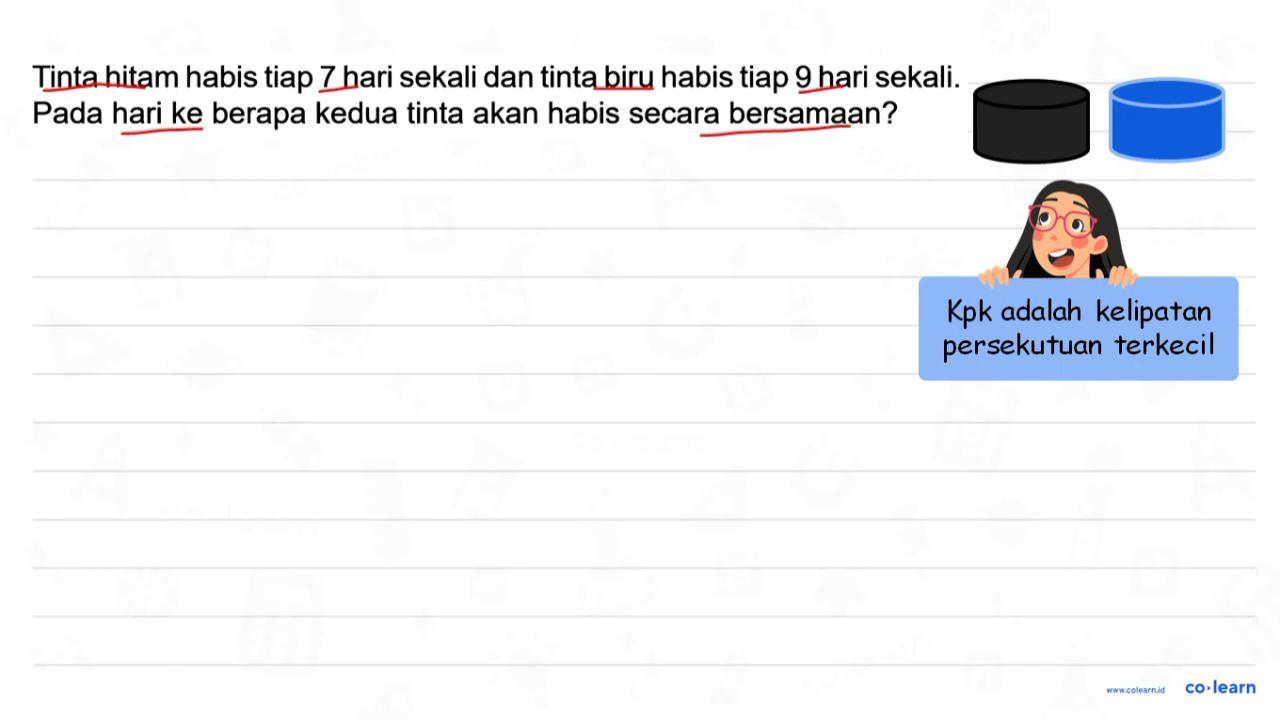 Tinta hitam habis tiap 7 hari sekali dan tinta biru habis tiap 9 hari sekali.
Pada hari ke berapa kedua tinta akan habis secara bersamaan?
Kpk adalah kelipatan
persekutuan terkecil
www.colearn.id co•learn